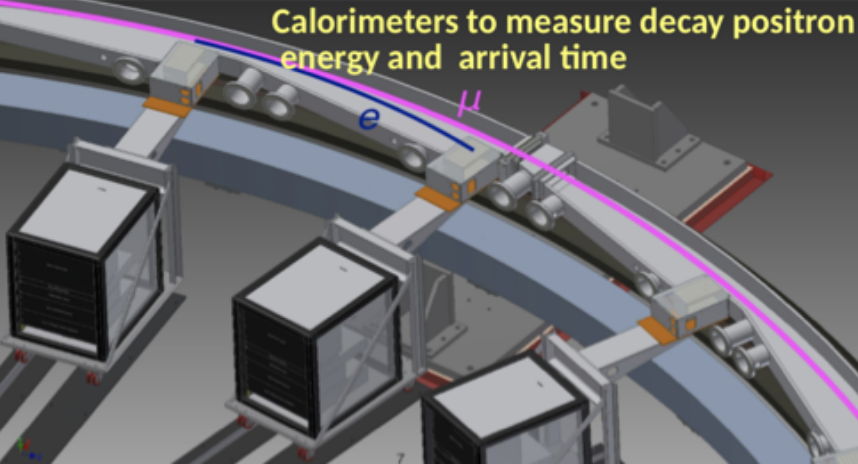 Calorimeters to measure decay positron
energy and arrival time
μ
e
7